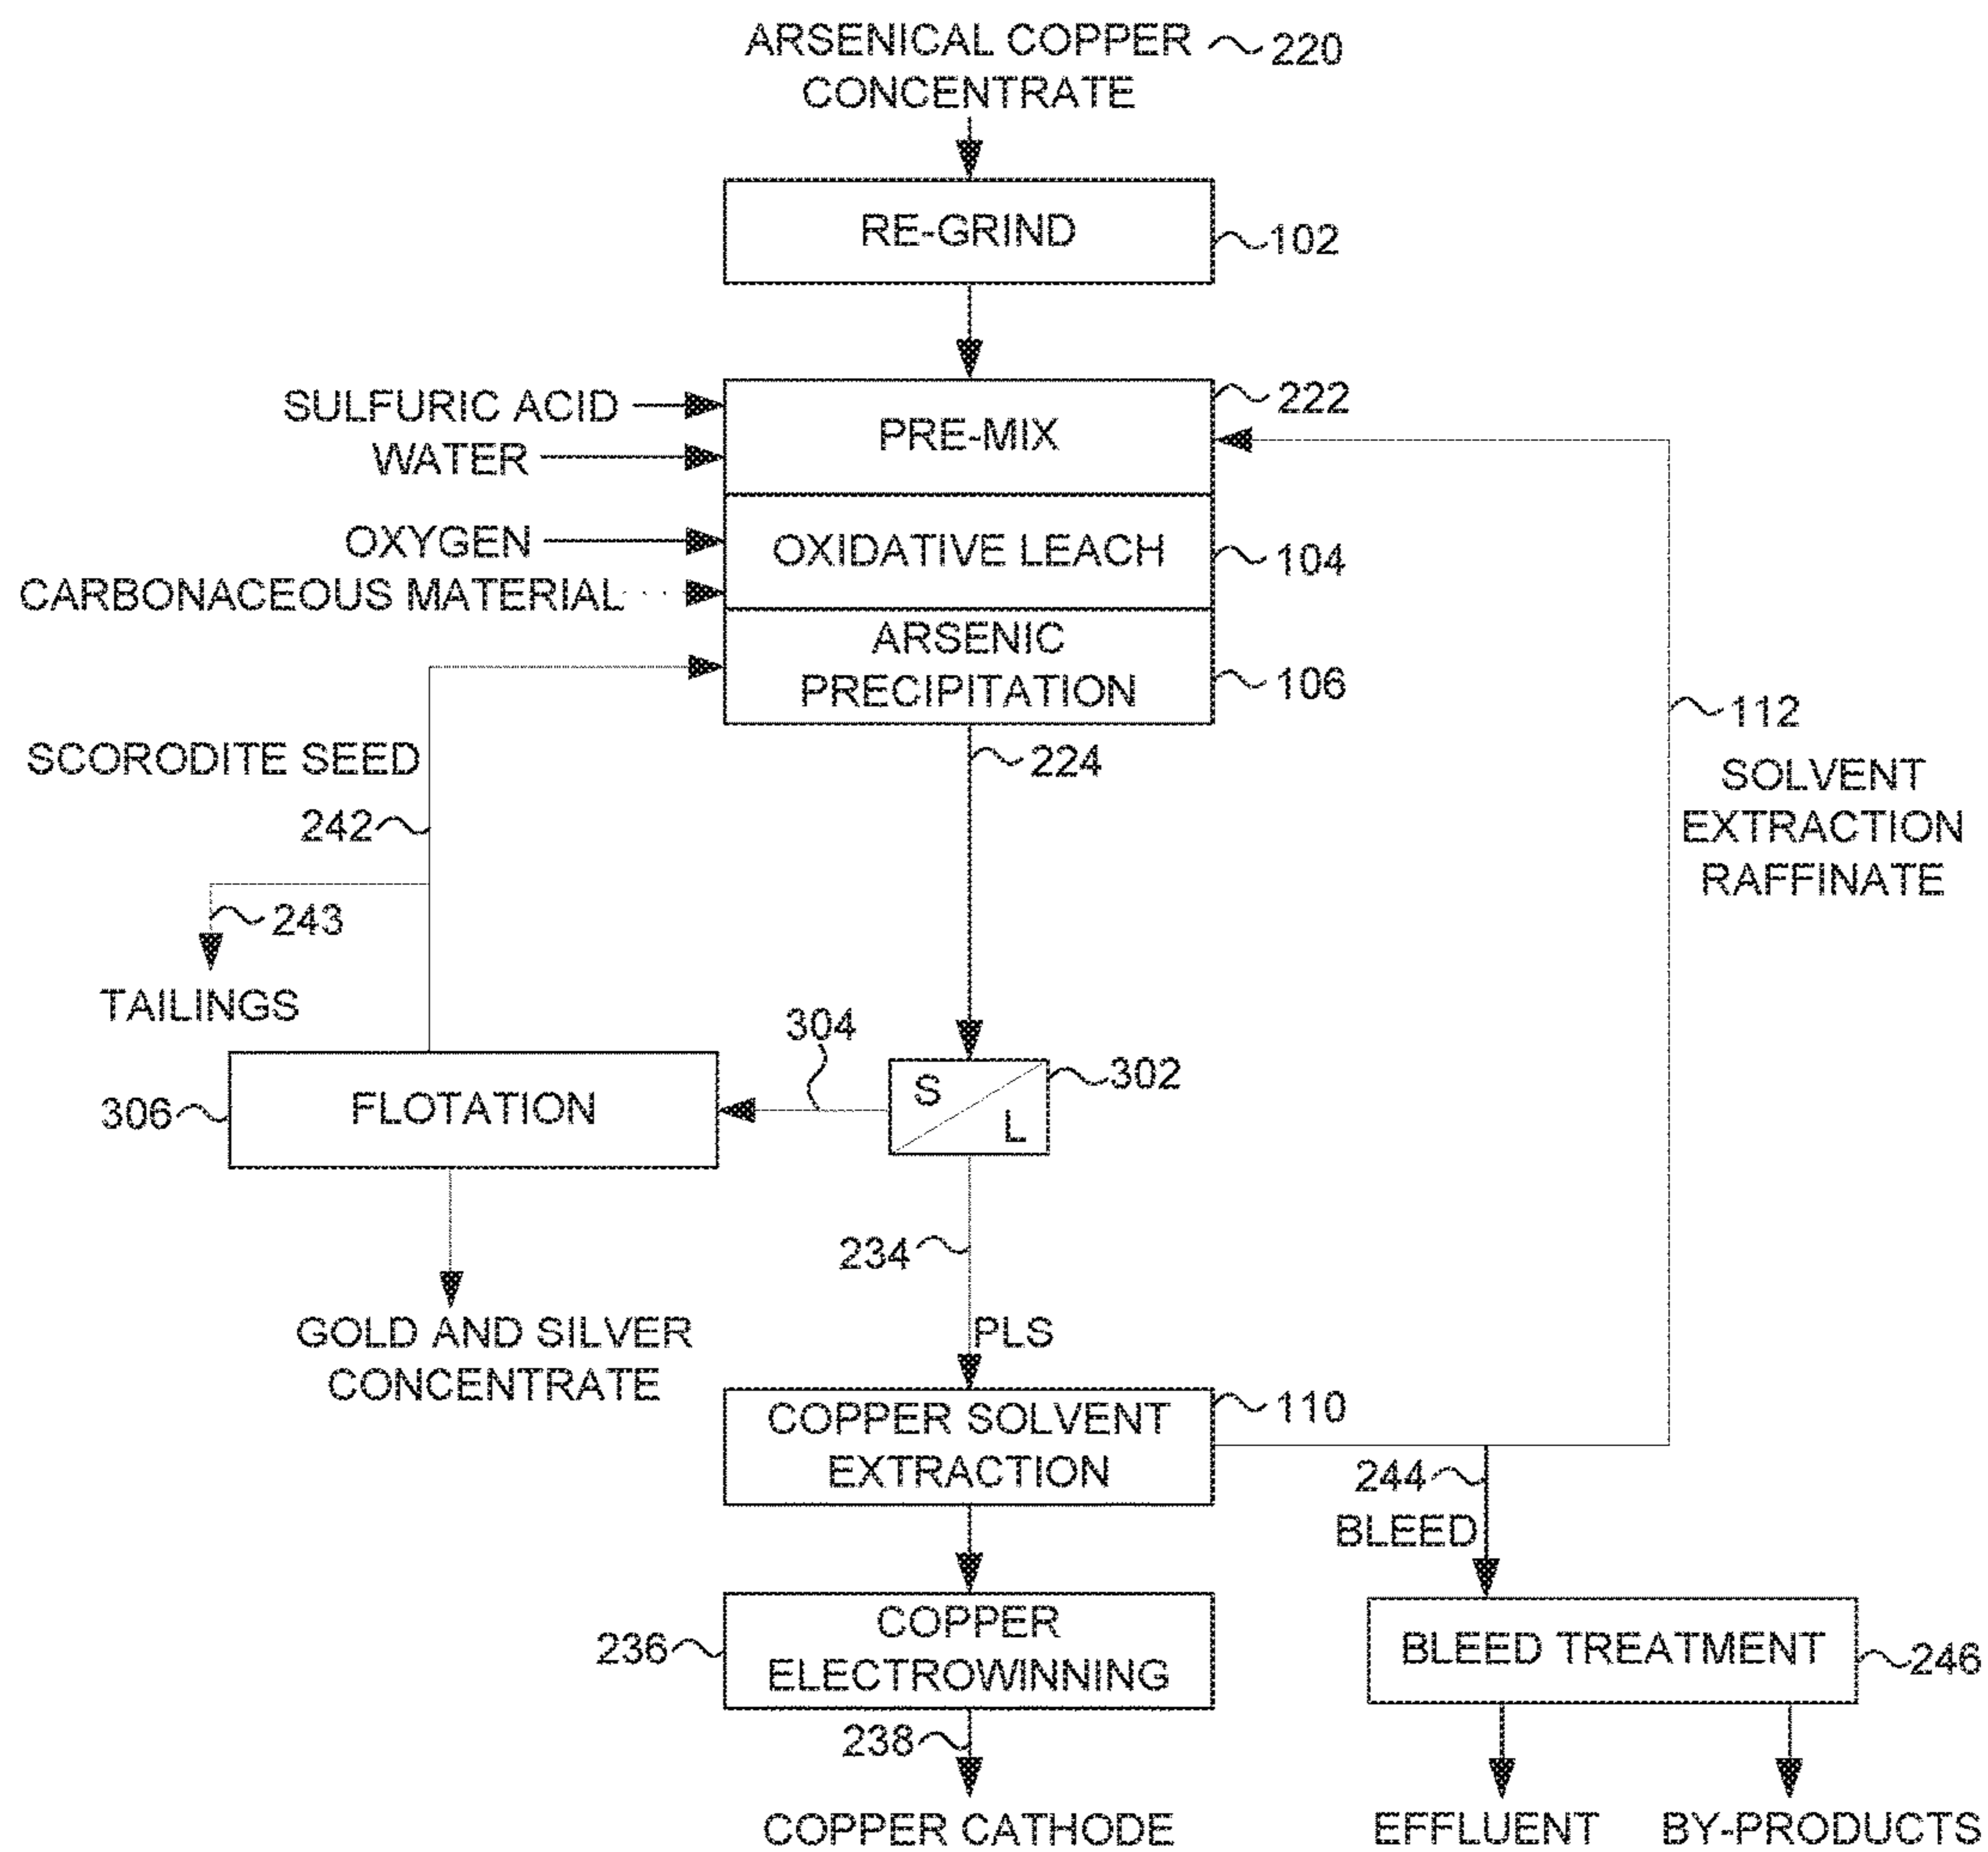 ARSENICAL COPPER 220
CONCENTRATE
RE-GRIND
102
SULFURIC ACID
WATER
PRE-MIX
222
OXYGEN
CARBONACEOUS MATERIAL
OXIDATIVE LEACH
104
ARSENIC
PRECIPITATION
106
SCORODITE SEED
242
224
112
SOLVENT
EXTRACTION
RAFFINATE
243
TAILINGS
304
S
L
302
306
FLOTATION
234
PLS
GOLD AND SILVER
CONCENTRATE
COPPER SOLVENT
EXTRACTION
110
244
BLEED
236
COPPER
ELECTROWINNING
BLEED TREATMENT
246
238
COPPER CATHODE
EFFLUENT
BY-PRODUCTS